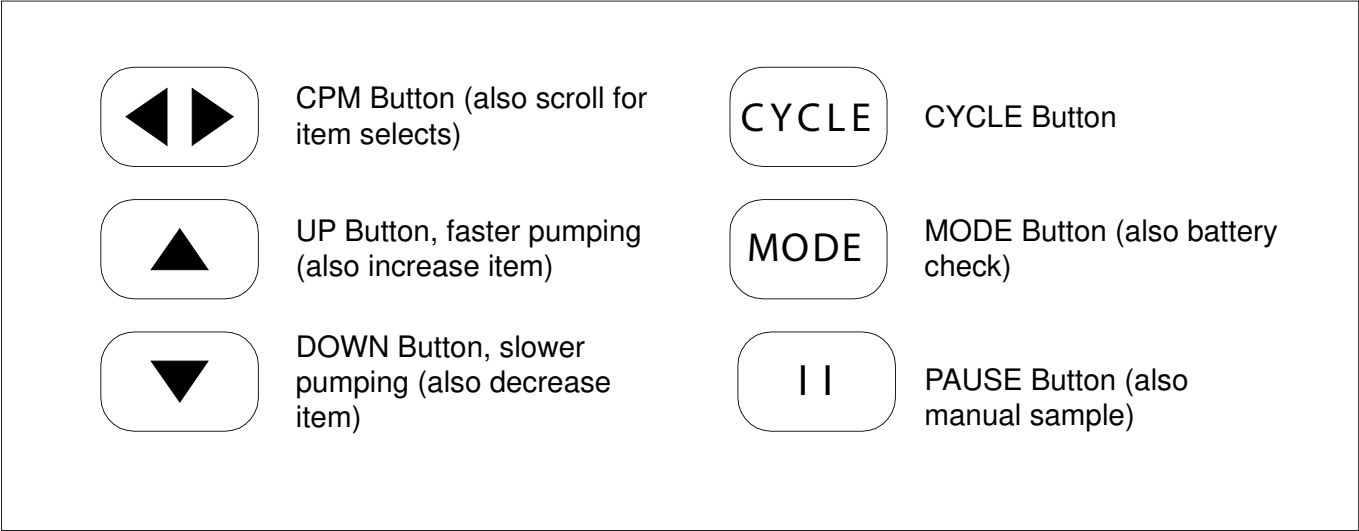 CPM Button (also scroll for
item selects)
UP Button, faster pumping
(also increase item)
DOWN Button, slower
pumping (also decrease
item)
CYCLE
CYCLE Button
MODE
MODE Button (also battery
check)
PAUSE Button (also
manual sample)